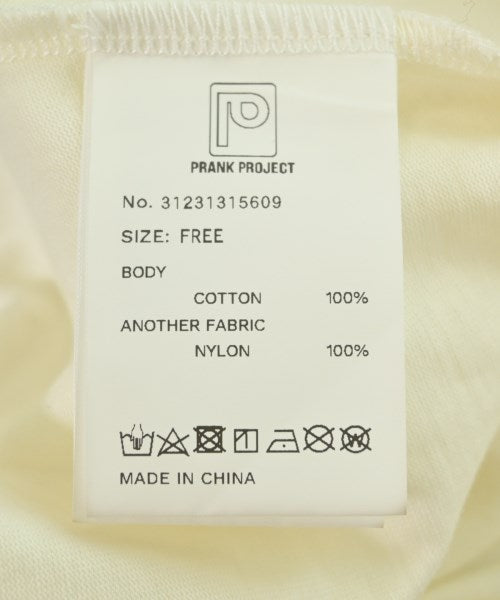 P
PRANK PROJECT
No. 31231315609
SIZE: FREE
BODY
COTTON 100%
ANOTHER FABRIC
NYLON 100%
W
MADE IN CHINA